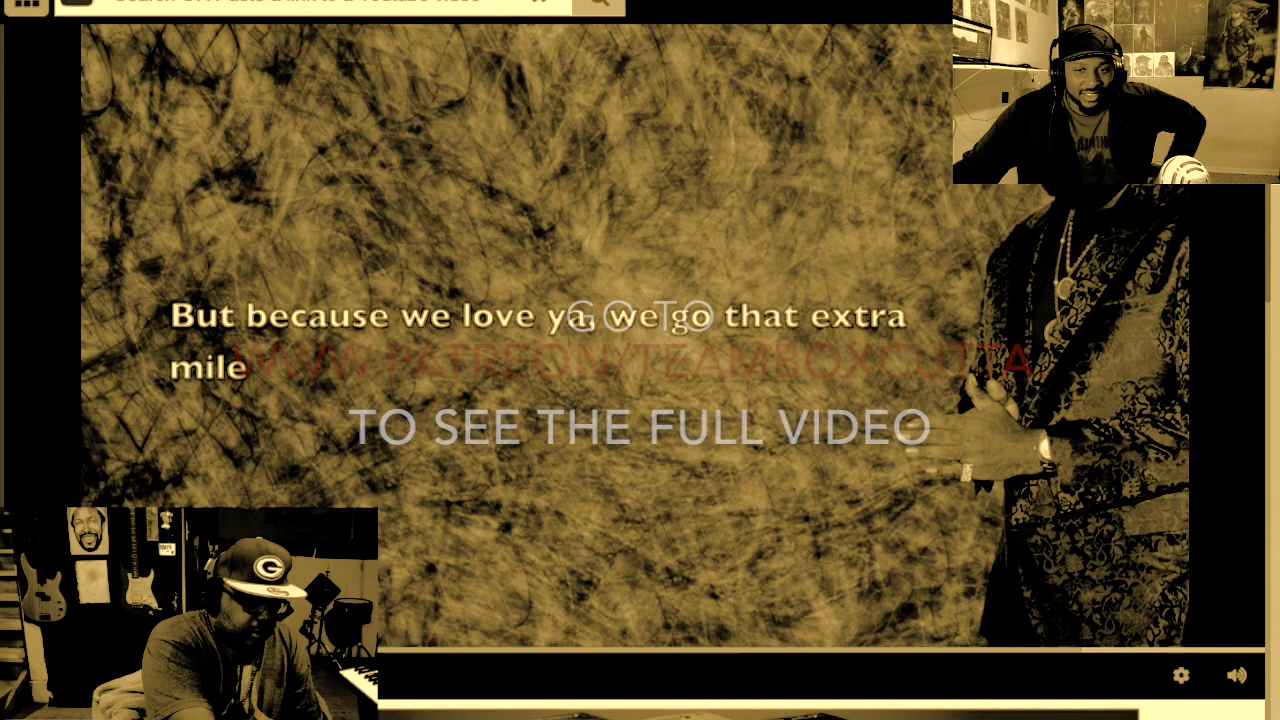 But because we love ya, we go that extra
mile
GO TO
WWW.PATREON/TEAMBOXCUTTA
TO SEE THE FULL VIDEO
G